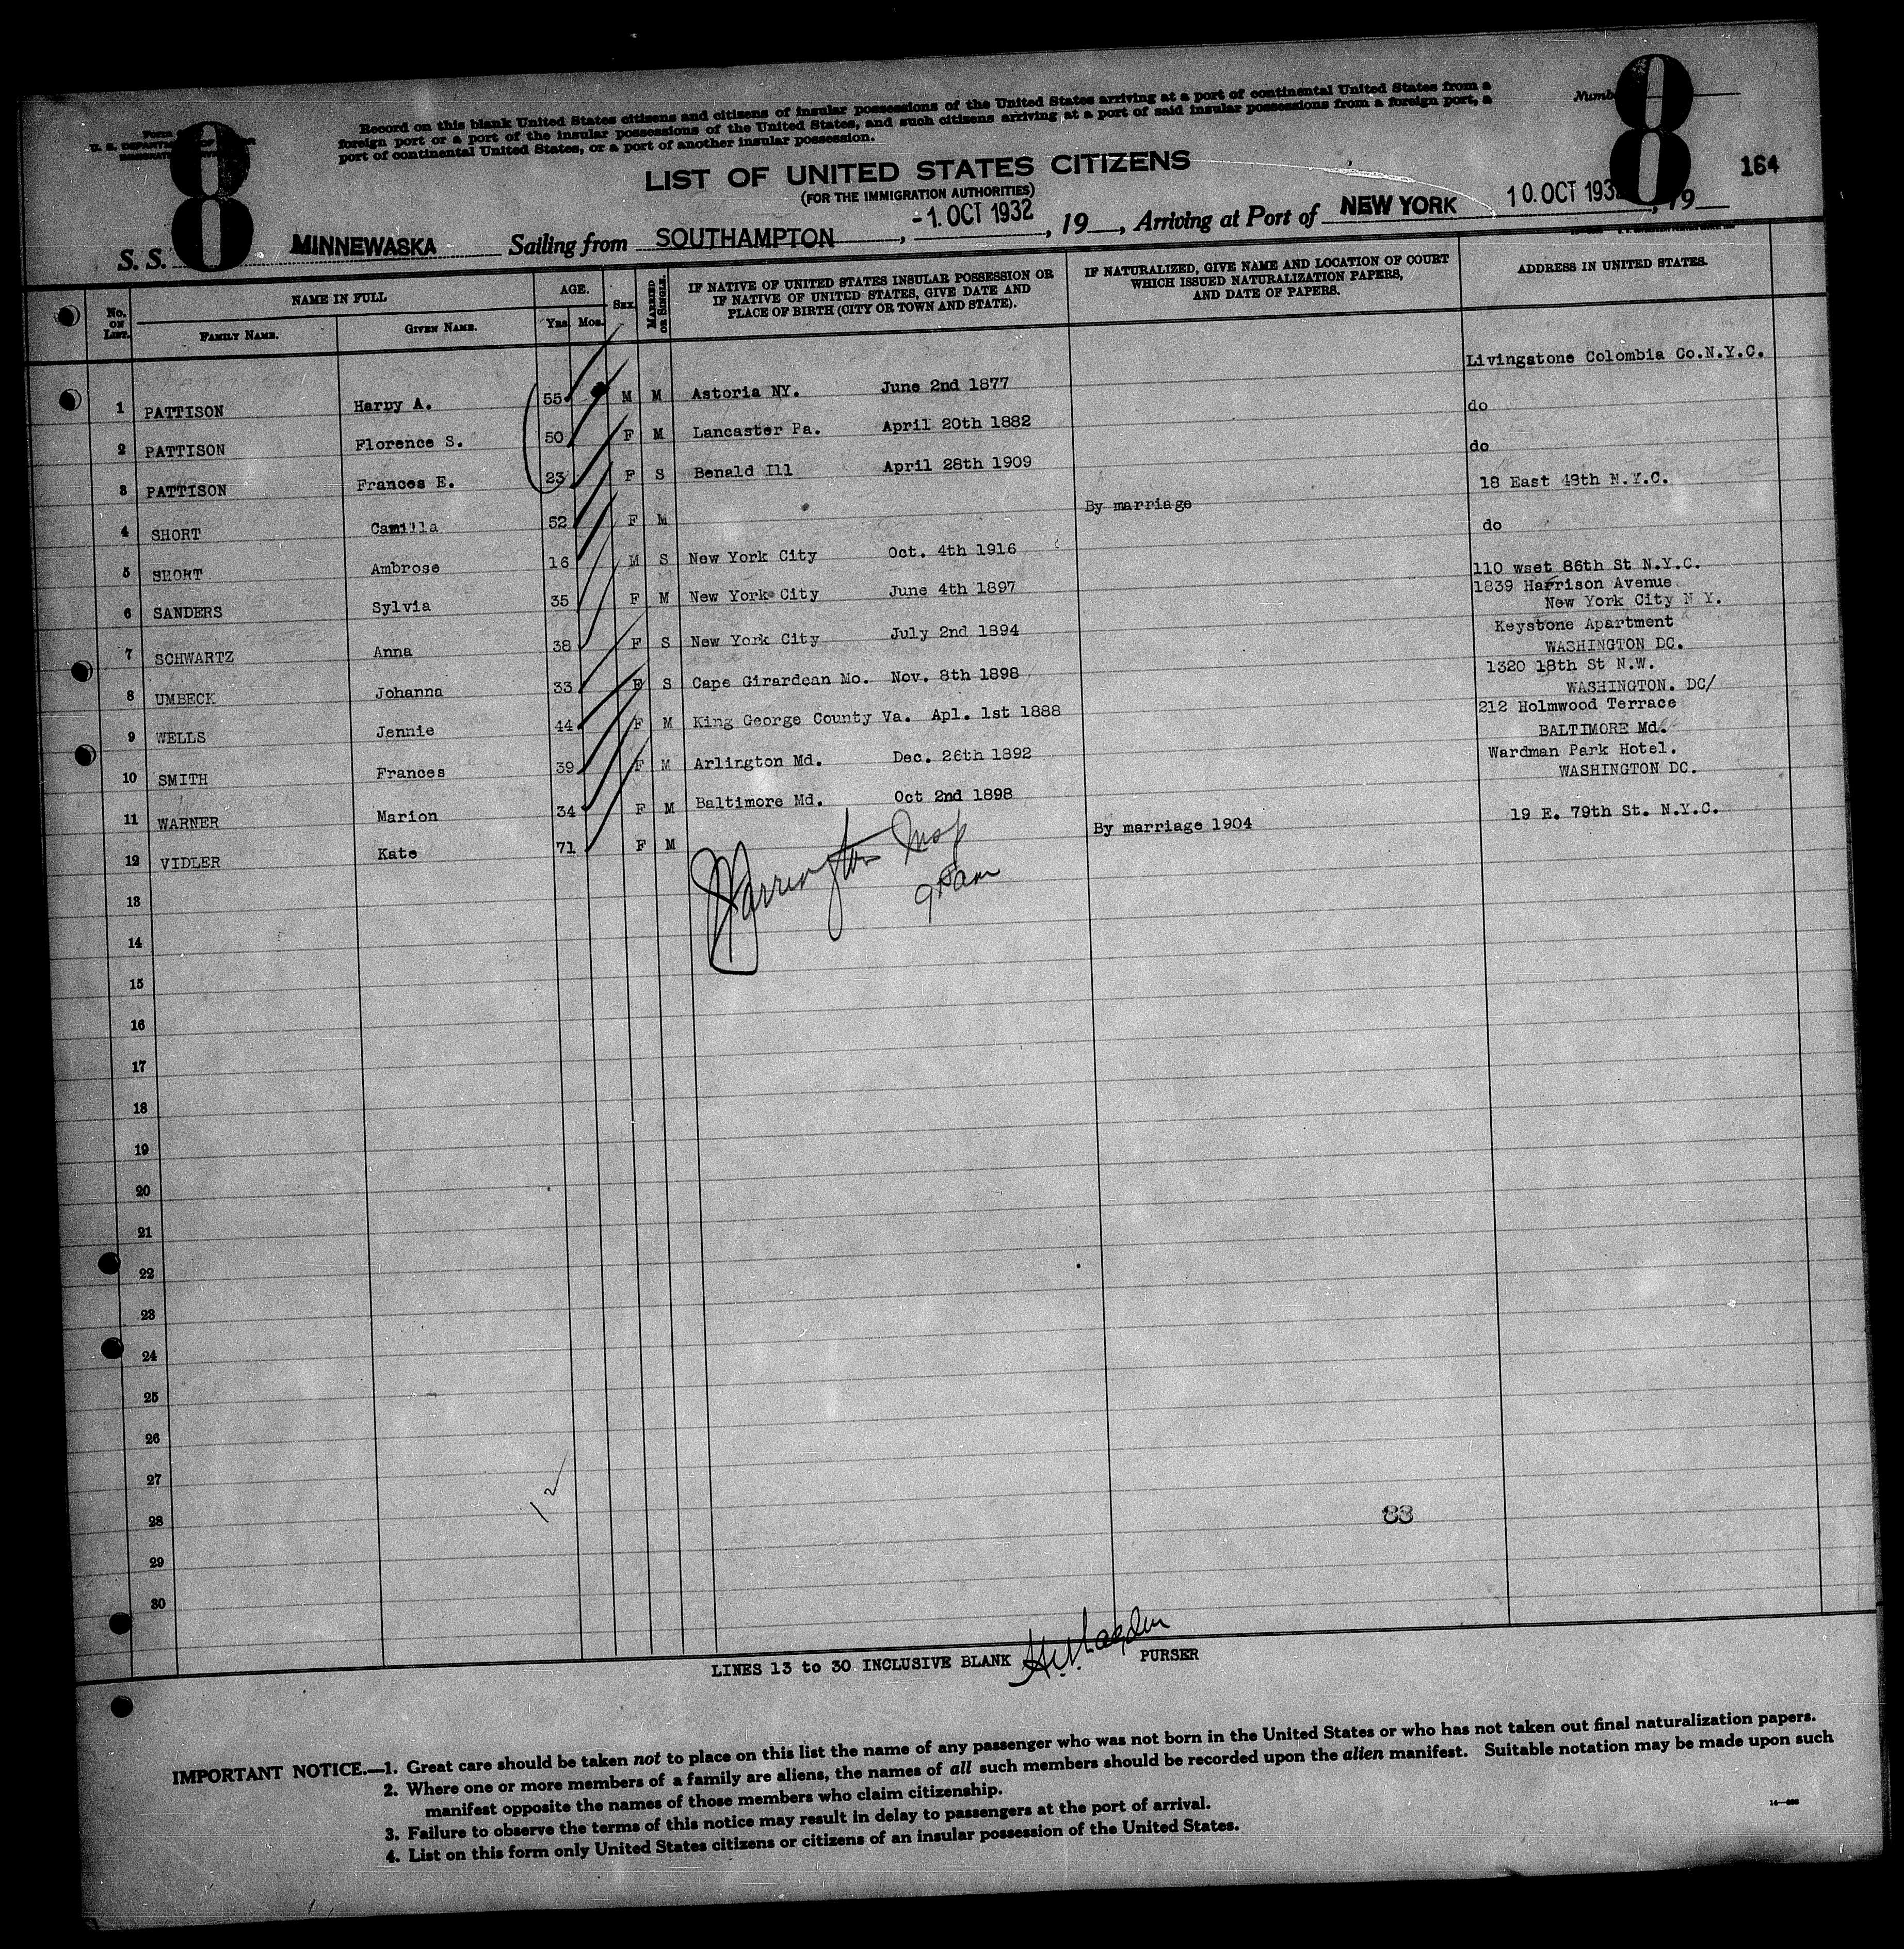 8
8
Form
U. S. DEPARTMENT OF LABOR
Record on this blank United States citizens and citizens of insular possessions of the United States arriving at a port of continental United States from a
foreign port or a port of the insular possessions of the United States, and such citizens arriving at a port of said insular possessions from a foreign port, a
port of continental United States, or a port of another insular possession.
164
LIST OF UNITED STATES CITIZENS
(FOR THE IMMIGRATION AUTHORITIES)
S. S. MINNEWASKA Sailing from SOUTHAMPTON, -1. OCT 1932, 19__, Arriving at Port of NEW YORK 10. OCT 1932, 19__
No. ON LIST. NAME IN FULL AGE. SEX. MARRIED OR SINGLE. IF NATIVE OF UNITED STATES INSULAR POSSESSION OR IF NATIVE OF UNITED STATES, GIVE DATE AND PLACE OF BIRTH (CITY OR TOWN AND STATE). IF NATURALIZED, GIVE NAME AND LOCATION OF COURT WHICH ISSUED NATURALIZATION PAPERS, AND DATE OF PAPERS. ADDRESS IN UNITED STATES.
FAMILY NAME. GIVEN NAME. Yrs. Mos.
1 PATTISON Harry A. 55 M M Astoria NY. June 2nd 1877 Livingstone Colombia Co.N.Y.C.
2 PATTISON Florence S. 50 F M Lancaster Pa. April 20th 1882 do
3 PATTISON Frances E. 23 F S Benald Ill April 28th 1909 do
4 SHORT Camilla 52 F M By marriage 18 East 48th N.Y.C.
5 SHORT Ambrose 16 M S New York City Oct. 4th 1916 do
6 SANDERS Sylvia 35 F M New York City June 4th 1897 110 wset 86th St N.Y.C.
7 SCHWARTZ Anna 38 F S New York City July 2nd 1894 1839 Harrison Avenue
New York City N Y.
8 UMBECK Johanna 33 F S Cape Girardean Mo. Nov. 8th 1898 Keystone Apartment
WASHINGTON DC.
9 WELLS Jennie 44 F M King George County Va. Apl. 1st 1888 1320 18th St N.W.
WASHINGTON. DC/
10 SMITH Frances 39 F M Arlington Md. Dec. 26th 1892 212 Holmwood Terrace
BALTIMORE Md.
11 WARNER Marion 34 F M Baltimore Md. Oct 2nd 1898 Wardman Park Hotel.
WASHINGTON DC.
12 VIDLER Kate 71 F M By marriage 1904 19 E. 79th St. N.Y.C.
Insp
am
13
14
15
16
17
18
19
20
21
22
23
24
25
26
27
28
29
30
12
83
LINES 13 to 30 INCLUSIVE BLANK PURSER
IMPORTANT NOTICE.—1. Great care should be taken not to place on this list the name of any passenger who was not born in the United States or who has not taken out final naturalization papers.
2. Where one or more members of a family are aliens, the names of all such members should be recorded upon the alien manifest. Suitable notation may be made upon such
manifest opposite the names of those members who claim citizenship.
3. Failure to observe the terms of this notice may result in delay to passengers at the port of arrival.
4. List on this form only United States citizens or citizens of an insular possession of the United States.